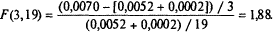 F(3,19) = (0,0070 – [0,0052 + 0,0002]) / 3 / (0,0052 + 0,0002) / 19 = 1,88.